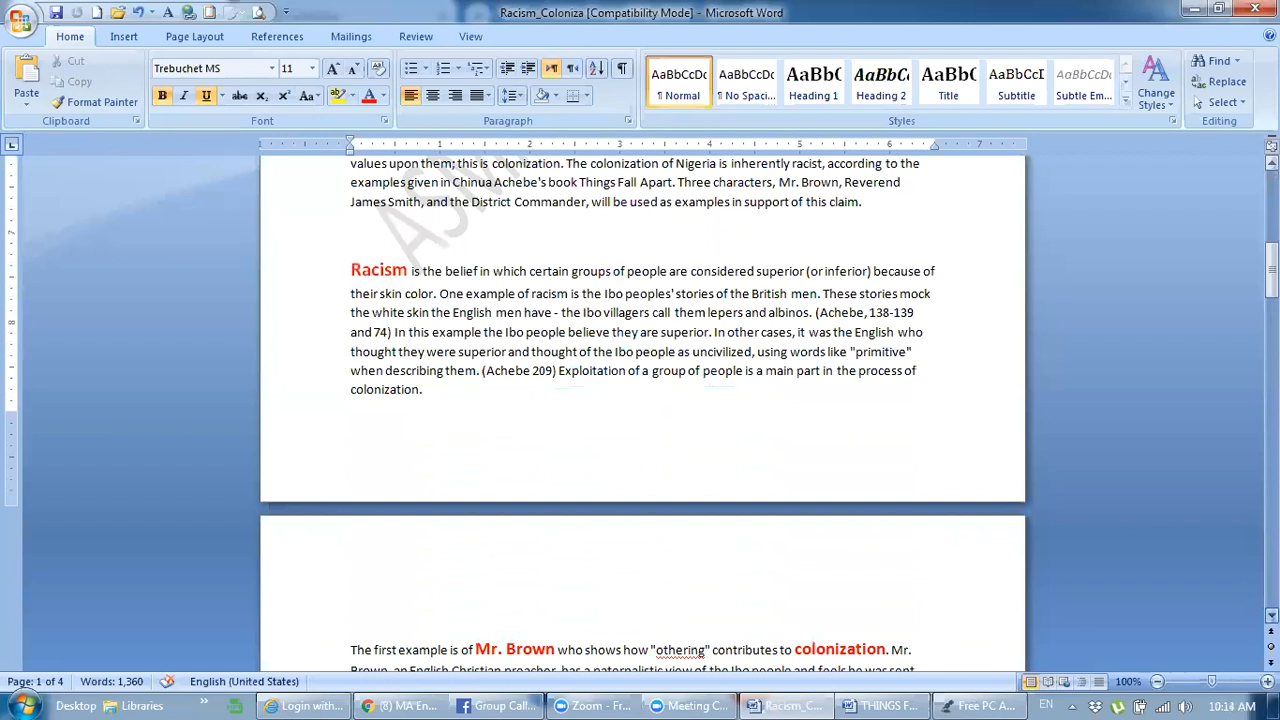 Racism_Coloniza [Compatibility Mode] - Microsoft Word
Home Insert Page Layout References Mailings Review View
Paste
Cut
Copy
Format Painter
Clipboard
Trebuchet MS 11
Font
Paragraph
AaBbCcDc AaBbCcDc AaBbC AaBbCc AaBbC AaBbCcI AaBbCcDc
¶ Normal ¶ No Spaci... Heading 1 Heading 2 Title Subtitle Subtle Em...
Change Styles
Styles
Find
Replace
Select
Editing
1 1 2 3 4 5 6 7
values upon them; this is colonization. The colonization of Nigeria is inherently racist, according to the
examples given in Chinua Achebe's book Things Fall Apart. Three characters, Mr. Brown, Reverend
James Smith, and the District Commander, will be used as examples in support of this claim.
Racism is the belief in which certain groups of people are considered superior (or inferior) because of
their skin color. One example of racism is the Ibo peoples' stories of the British men. These stories mock
the white skin the English men have - the Ibo villagers call them lepers and albinos. (Achebe, 138-139
and 74) In this example the Ibo people believe they are superior. In other cases, it was the English who
thought they were superior and thought of the Ibo people as uncivilized, using words like "primitive"
when describing them. (Achebe 209) Exploitation of a group of people is a main part in the process of
colonization.
The first example is of Mr. Brown who shows how "othering" contributes to colonization. Mr.
Brown, an English Christian preacher, has a paternalistic view of the Ibo people and feels he was sent
Page: 1 of 4 Words: 1,360 English (United States) 100%
Desktop Libraries Login with... (8) MA En... Group Call... Zoom - Fr... Meeting C... Racism_C... THINGS F... Free PC A... EN 10:14 AM